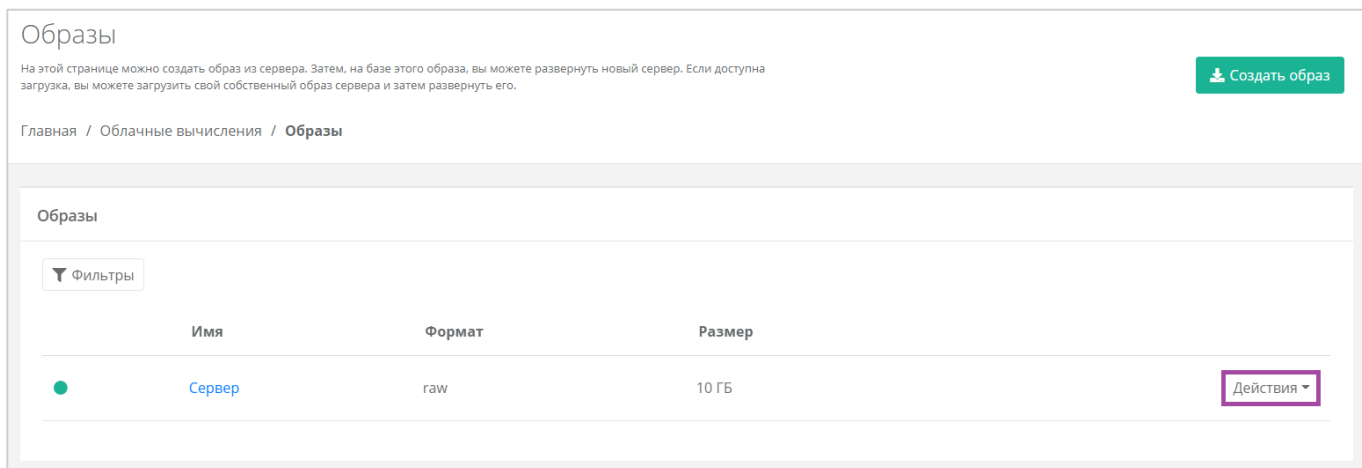 Образы
На этой странице можно создать образ из сервера. Затем, на базе этого образа, вы можете развернуть новый сервер. Если доступна
загрузка, вы можете загрузить свой собственный образ сервера и затем развернуть его.
Создать образ
Главная / Облачные вычисления / Образы
Образы
Фильтры
Имя Формат Размер
Сервер raw 10 ГБ Действия